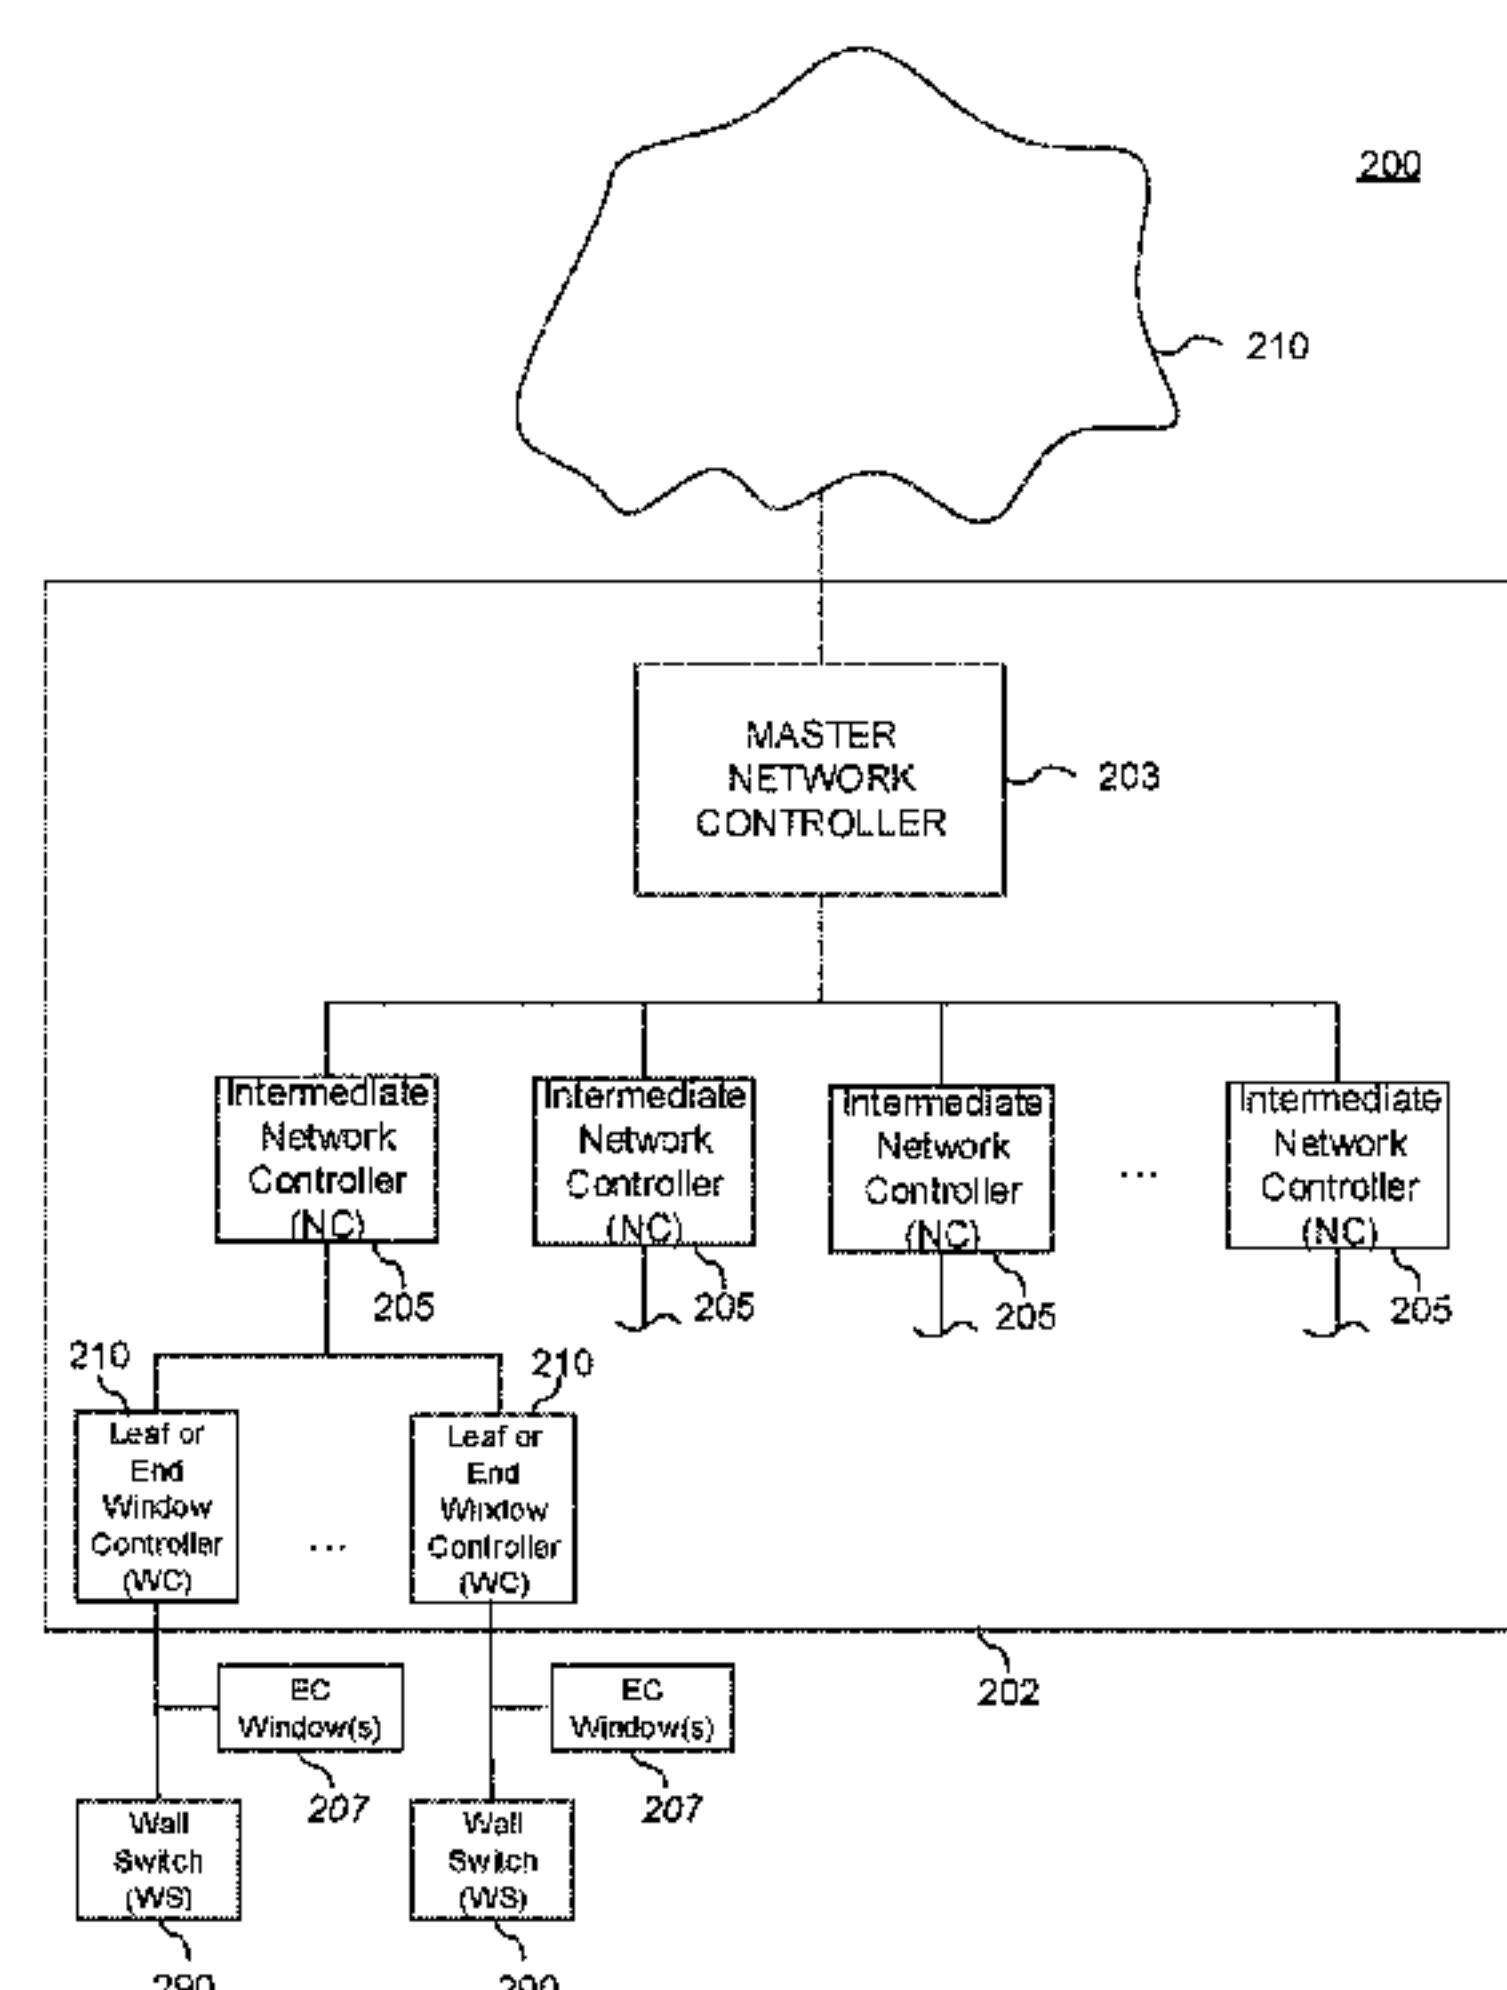 200
210
MASTER
NETWORK
CONTROLLER
203
Intermediate
Network
Controller
(NC)
205
Intermediate
Network
Controller
(NC)
205
Intermediate
Network
Controller
(NC)
205
...
Intermediate
Network
Controller
(NC)
205
210
Leaf or
End
Window
Controller
(WC)
...
210
Leaf or
End
Window
Controller
(WC)
202
EC
Window(s)
207
EC
Window(s)
207
Wall
Switch
(WS)
290
Wall
Switch
(WS)
290